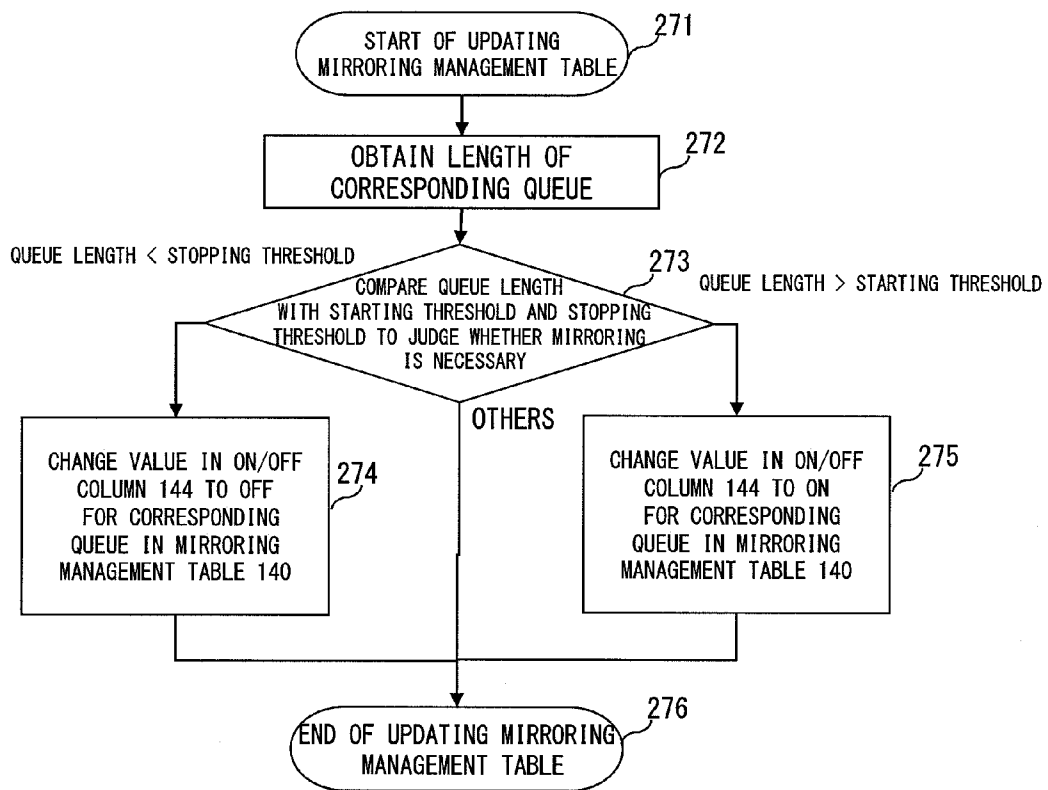 START OF UPDATING
MIRRORING MANAGEMENT TABLE
271
OBTAIN LENGTH OF
CORRESPONDING QUEUE
272
QUEUE LENGTH < STOPPING THRESHOLD
273
QUEUE LENGTH > STARTING THRESHOLD
COMPARE QUEUE LENGTH
WITH STARTING THRESHOLD AND STOPPING
THRESHOLD TO JUDGE WHETHER MIRRORING
IS NECESSARY
OTHERS
CHANGE VALUE IN ON/OFF
COLUMN 144 TO OFF
FOR CORRESPONDING
QUEUE IN MIRRORING
MANAGEMENT TABLE 140
274
CHANGE VALUE IN ON/OFF
COLUMN 144 TO ON
FOR CORRESPONDING
QUEUE IN MIRRORING
MANAGEMENT TABLE 140
275
END OF UPDATING MIRRORING
MANAGEMENT TABLE
276